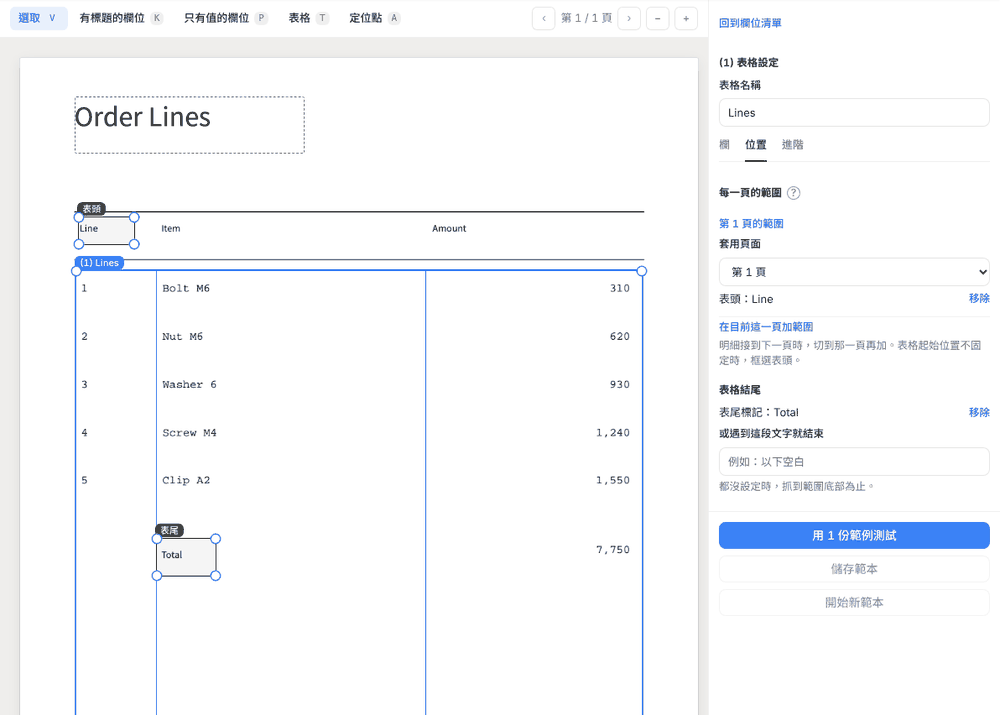 選取 V 有標題的欄位 K 只有值的欄位 P 表格 T 定位點 A ‹ 第 1 / 1 頁 › − +
Order Lines
表頭
Line Item Amount
(1) Lines
1 Bolt M6 310
2 Nut M6 620
3 Washer 6 930
4 Screw M4 1,240
5 Clip A2 1,550
表尾
Total 7,750
回到欄位清單
(1) 表格設定
表格名稱
Lines
欄 位置 進階
每一頁的範圍 ?
第 1 頁的範圍
套用頁面
第 1 頁
表頭：Line 移除
在目前這一頁加範圍
明細接到下一頁時，切到那一頁再加。表格起始位置不固
定時，框選表頭。
表格結尾
表尾標記：Total 移除
或遇到這段文字就結束
例如：以下空白
都沒設定時，抓到範圍底部為止。
用 1 份範例測試
儲存範本
開始新範本